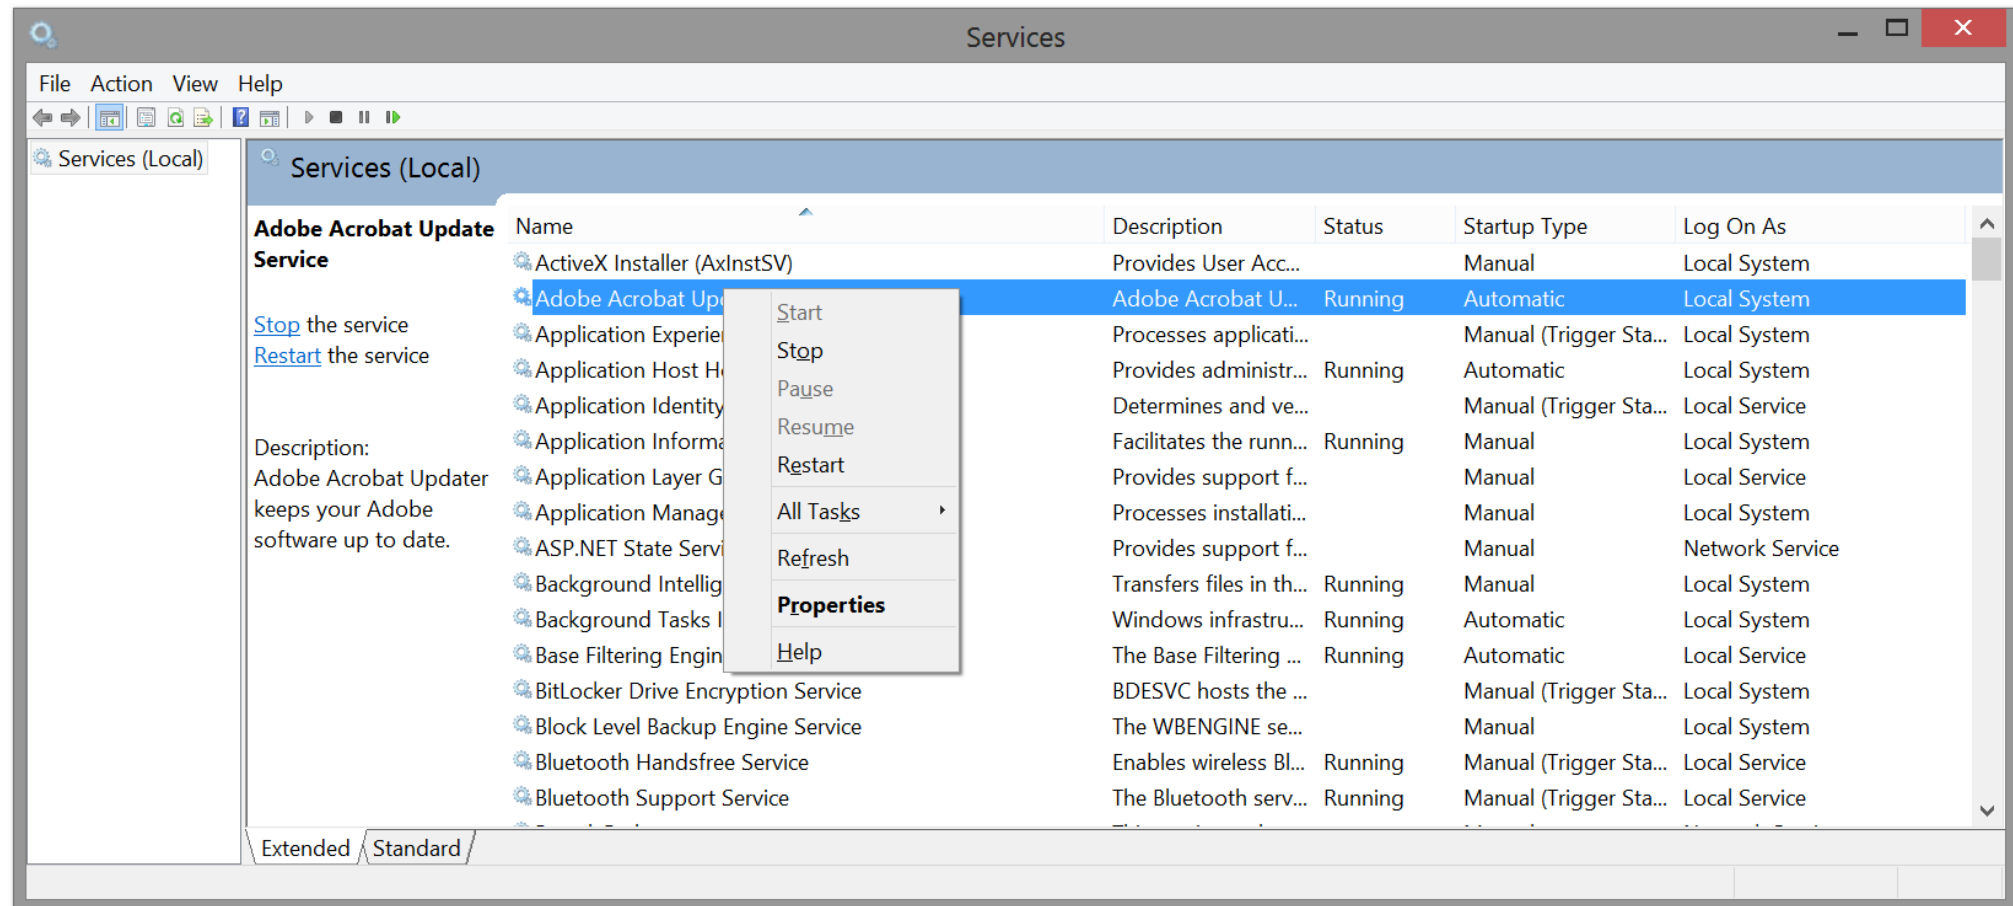 Services
File Action View Help
Services (Local)
Services (Local)
Adobe Acrobat Update
Service
Stop the service
Restart the service
Description:
Adobe Acrobat Updater
keeps your Adobe
software up to date.
Name Description Status Startup Type Log On As
ActiveX Installer (AxInstSV) Provides User Acc... Manual Local System
Adobe Acrobat Adobe Acrobat U... Running Automatic Local System
Application Processes applicati... Manual (Trigger Sta... Local System
Application Host Provides administr... Running Automatic Local System
Application Identity Determines and ve... Manual (Trigger Sta... Local Service
Application Facilitates the runn... Running Manual Local System
Application Layer Provides support f... Manual Local Service
Application Processes installati... Manual Local System
ASP.NET State Provides support f... Manual Network Service
Background Transfers files in th... Running Manual Local System
Background Tasks Windows infrastru... Running Automatic Local System
Base Filtering The Base Filtering ... Running Automatic Local Service
BitLocker Drive Encryption Service BDESVC hosts the ... Manual (Trigger Sta... Local System
Block Level Backup Engine Service The WBENGINE se... Manual Local System
Bluetooth Handsfree Service Enables wireless Bl... Running Manual (Trigger Sta... Local Service
Bluetooth Support Service The Bluetooth serv... Running Manual (Trigger Sta... Local Service
Start
Stop
Pause
Resume
Restart
All Tasks
Refresh
Properties
Help
Extended Standard